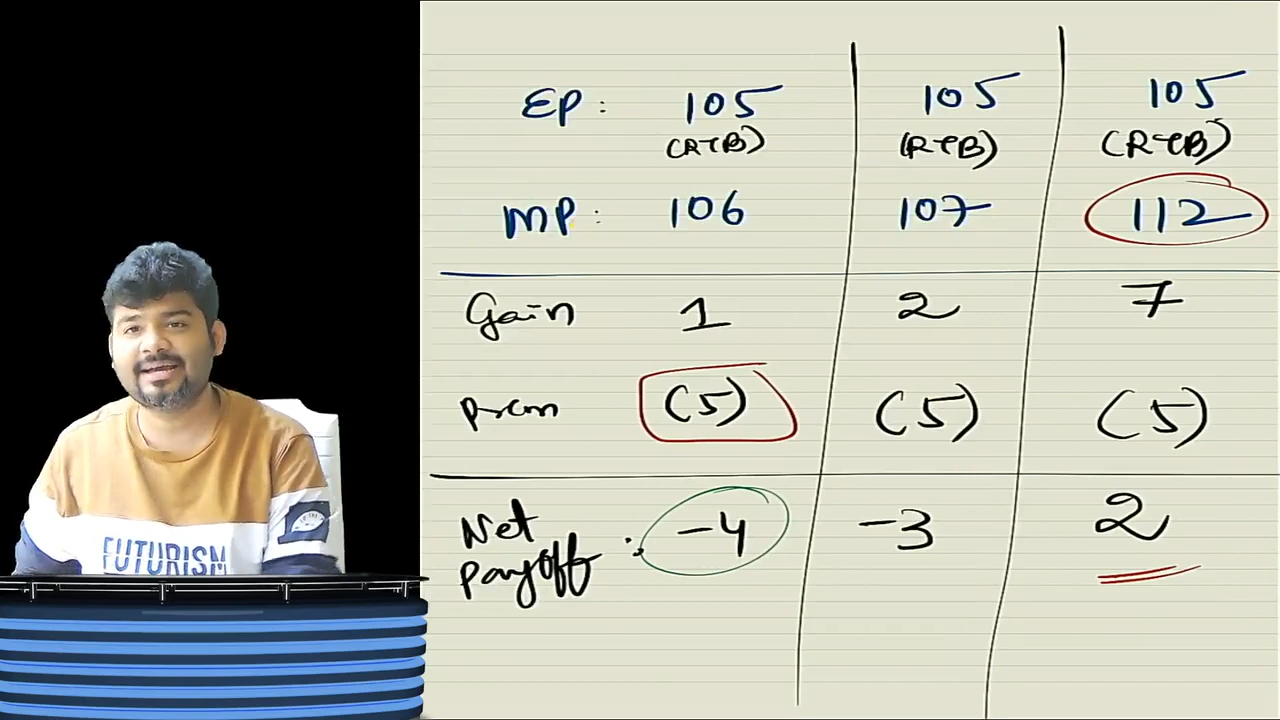 EP: 105 105 105
(RTB) (RTB) (RTB)
MP: 106 107 112
Gain 1 2 7
Prem (5) (5) (5)
Net
Payoff : -4 -3 2
FUTURISM